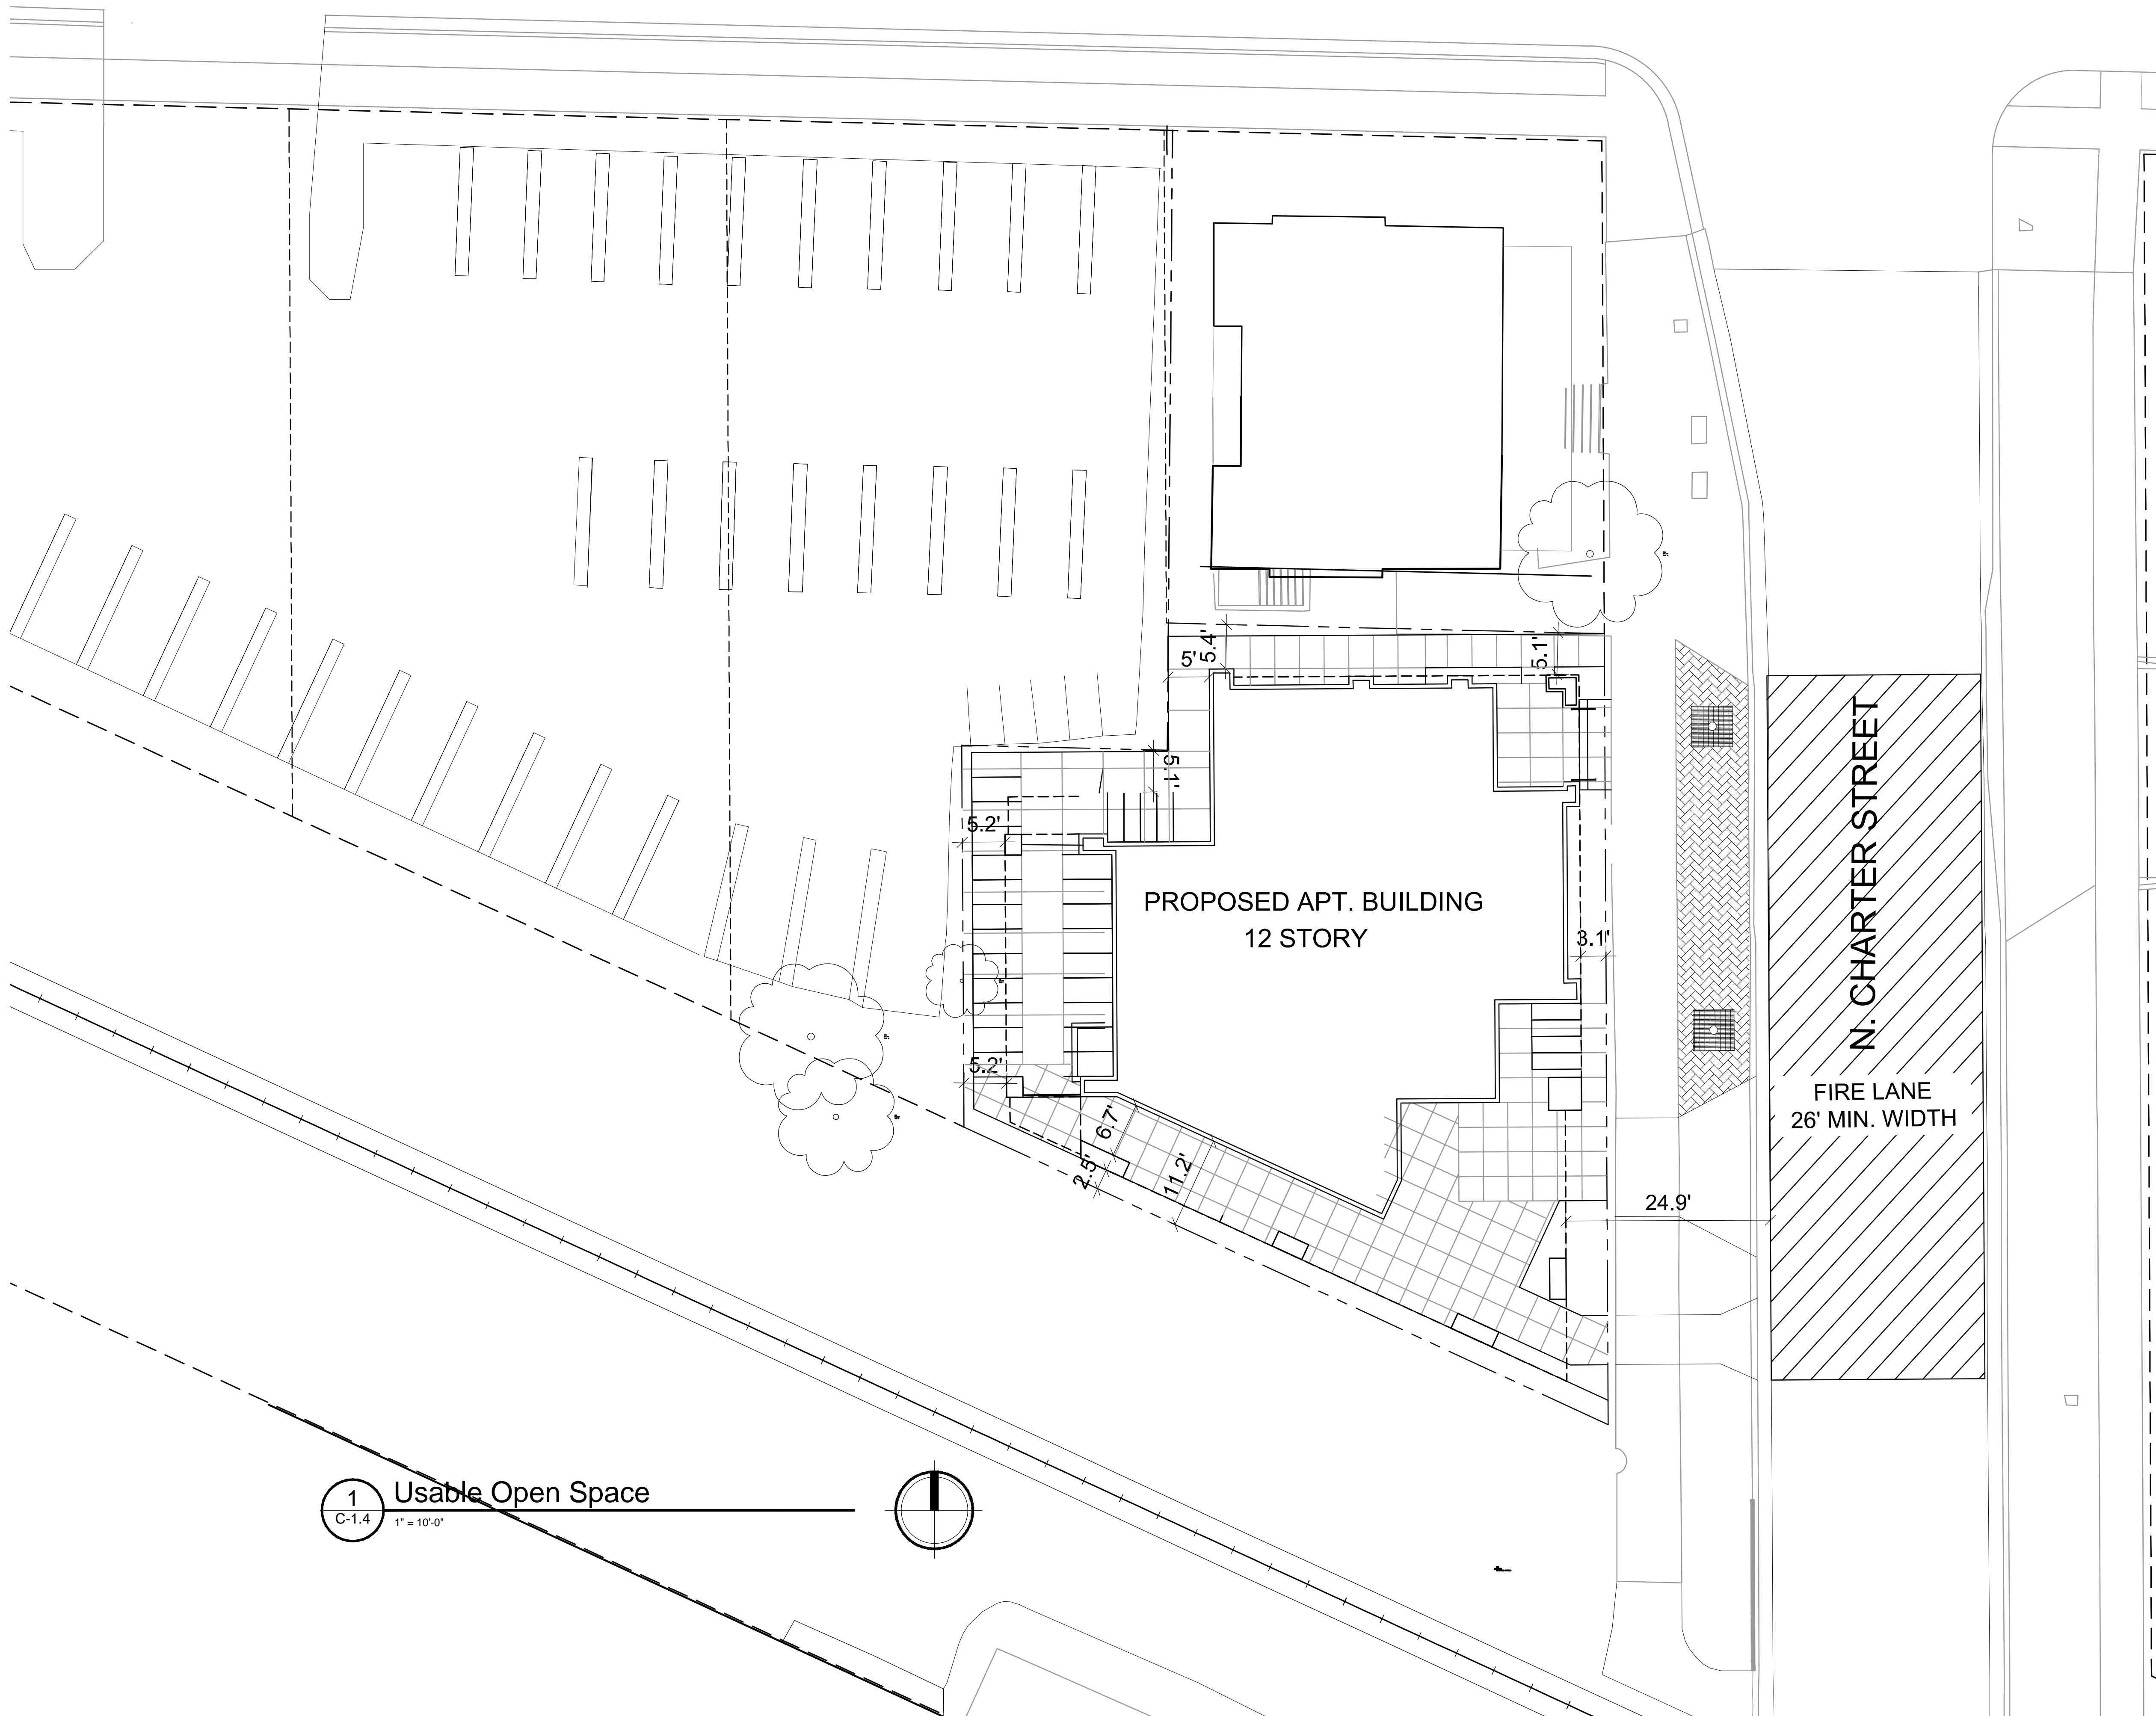 5.4'
5'
5.1'
N. CHARTER STREET
5.1'
5.2'
PROPOSED APT. BUILDING
12 STORY
3.1'
5.2'
FIRE LANE
26' MIN. WIDTH
6.7'
2.5'
11.2'
24.9'
1
C-1.4
Usable Open Space
1" = 10'-0"